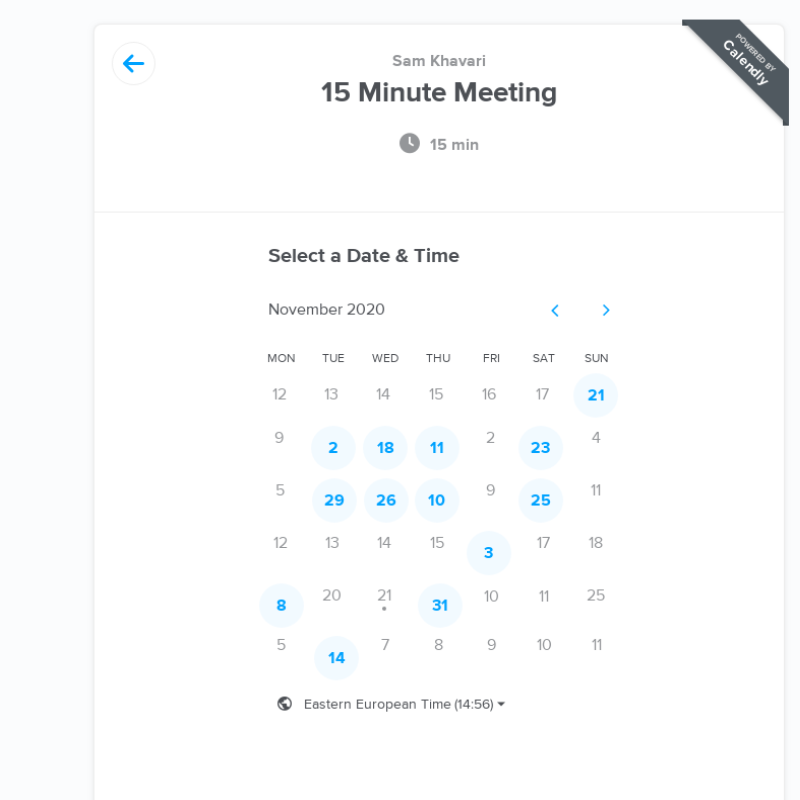 POWERED BY
Calendly
Sam Khavari
15 Minute Meeting
15 min
Select a Date & Time
November 2020
MON TUE WED THU FRI SAT SUN
12 13 14 15 16 17 21
9 2 18 11 2 23 4
5 29 26 10 9 25 11
12 13 14 15 3 17 18
8 20 21 31 10 11 25
5 14 7 8 9 10 11
Eastern European Time (14:56)